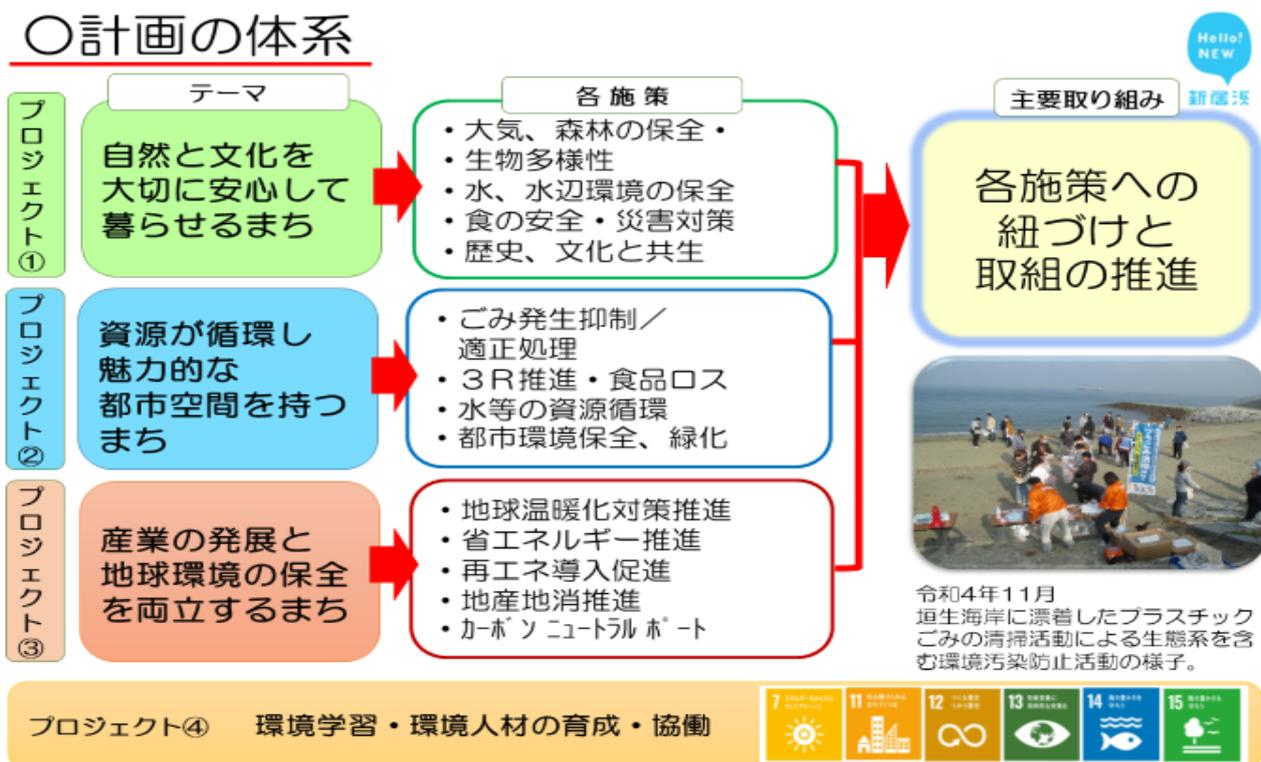 〇計画の体系
Hello!
NEW
新居浜
テーマ
各施策
主要取り組み
プロジェクト①
自然と文化を
大切に安心して
暮らせるまち
・大気、森林の保全・
・生物多様性
・水、水辺環境の保全
・食の安全・災害対策
・歴史、文化と共生
各施策への
紐づけと
取組の推進
プロジェクト②
資源が循環し
魅力的な
都市空間を持つ
まち
・ごみ発生抑制／
適正処理
・３Ｒ推進・食品ロス
・水等の資源循環
・都市環境保全、緑化
プロジェクト③
産業の発展と
地球環境の保全
を両立するまち
・地球温暖化対策推進
・省エネルギー推進
・再エネ導入促進
・地産地消推進
・ｶｰﾎﾞﾝﾆｭｰﾄﾗﾙﾎﾟｰﾄ
令和4年11月
垣生海岸に漂着したプラスチック
ごみの清掃活動による生態系を含
む環境汚染防止活動の様子。
プロジェクト④ 環境学習・環境人材の育成・協働
7
11
12
13
14
15